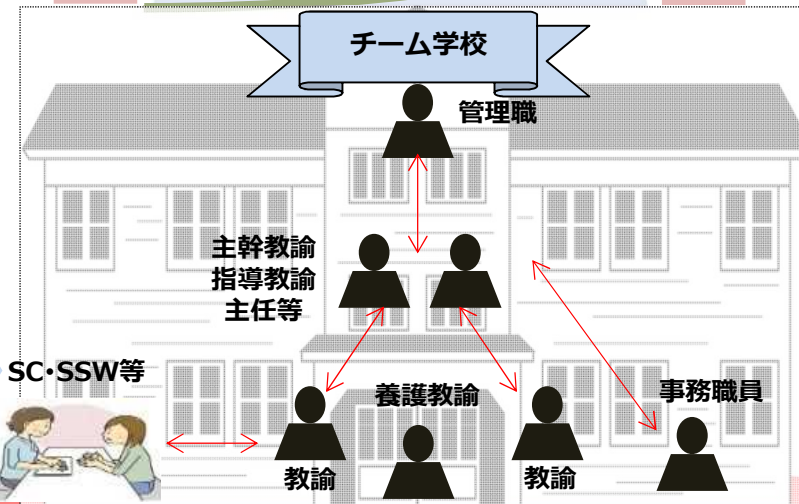 チーム学校
管理職
主幹教諭
指導教諭
主任等
SC・SSW等
養護教諭
事務職員
教諭
教諭